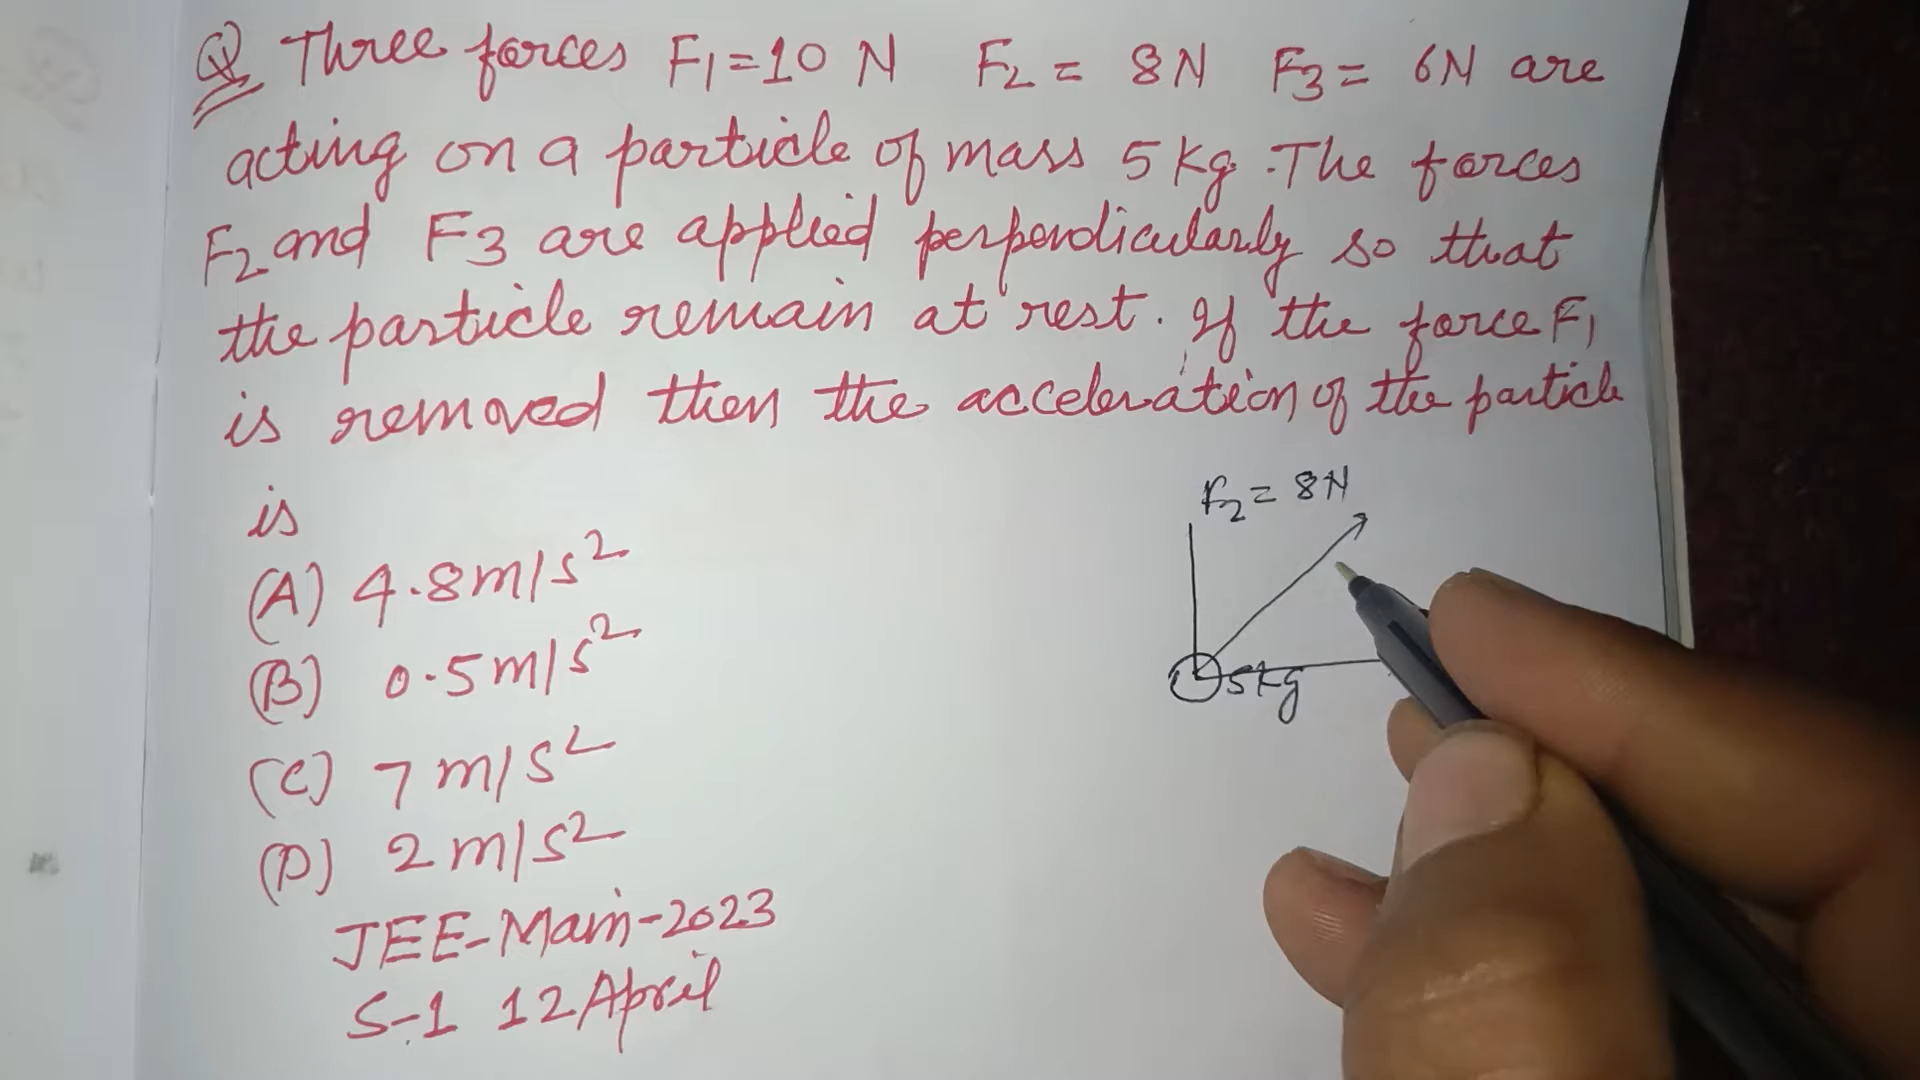 Q Three forces F1=10 N F2 = 8N F3 = 6N are
acting on a particle of mass 5 Kg. The forces
F2 and F3 are applied perpendicularly so that
the particle remain at rest. If the force F1
is removed then the acceleration of the particle
is
(A) 4.8 m/s²
(B) 0.5 m/s²
(C) 7 m/s²
(D) 2 m/s²
JEE-Main-2023
S-1 12 April
F2 = 8N
5kg